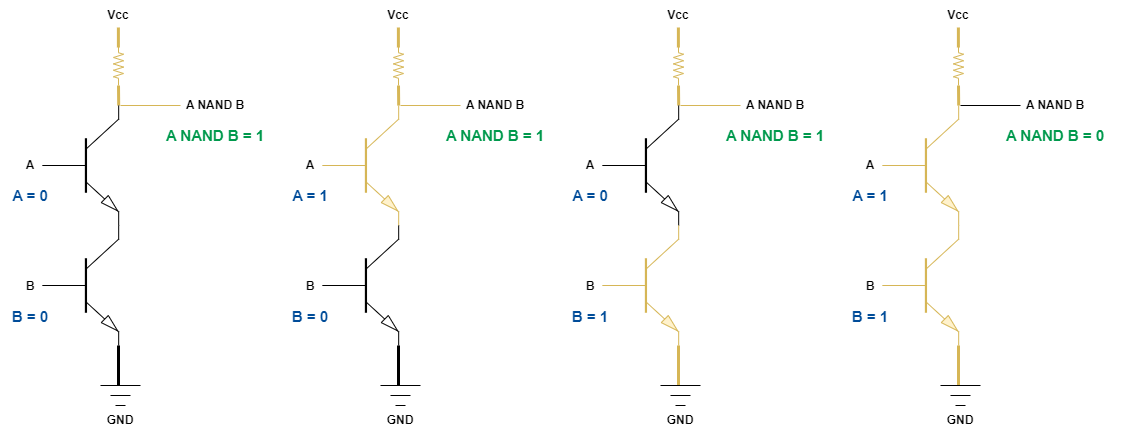 Vcc
A NAND B
A NAND B = 1
A
A = 0
B
B = 0
GND
Vcc
A NAND B
A NAND B = 1
A
A = 1
B
B = 0
GND
Vcc
A NAND B
A NAND B = 1
A
A = 0
B
B = 1
GND
Vcc
A NAND B
A NAND B = 0
A
A = 1
B
B = 1
GND